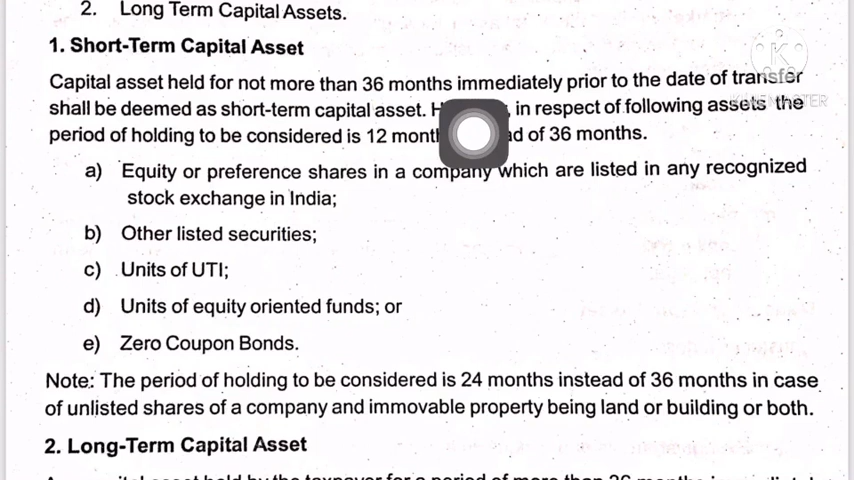 2. Long Term Capital Assets.
1. Short-Term Capital Asset
Capital asset held for not more than 36 months immediately prior to the date of transfer
shall be deemed as short-term capital asset. in respect of following assets the
period of holding to be considered is 12 of 36 months.
a) Equity or preference shares in a company which are listed in any recognized
stock exchange in India;
b) Other listed securities;
c) Units of UTI;
d) Units of equity oriented funds; or
e) Zero Coupon Bonds.
Note: The period of holding to be considered is 24 months instead of 36 months in case
of unlisted shares of a company and immovable property being land or building or both.
2. Long-Term Capital Asset